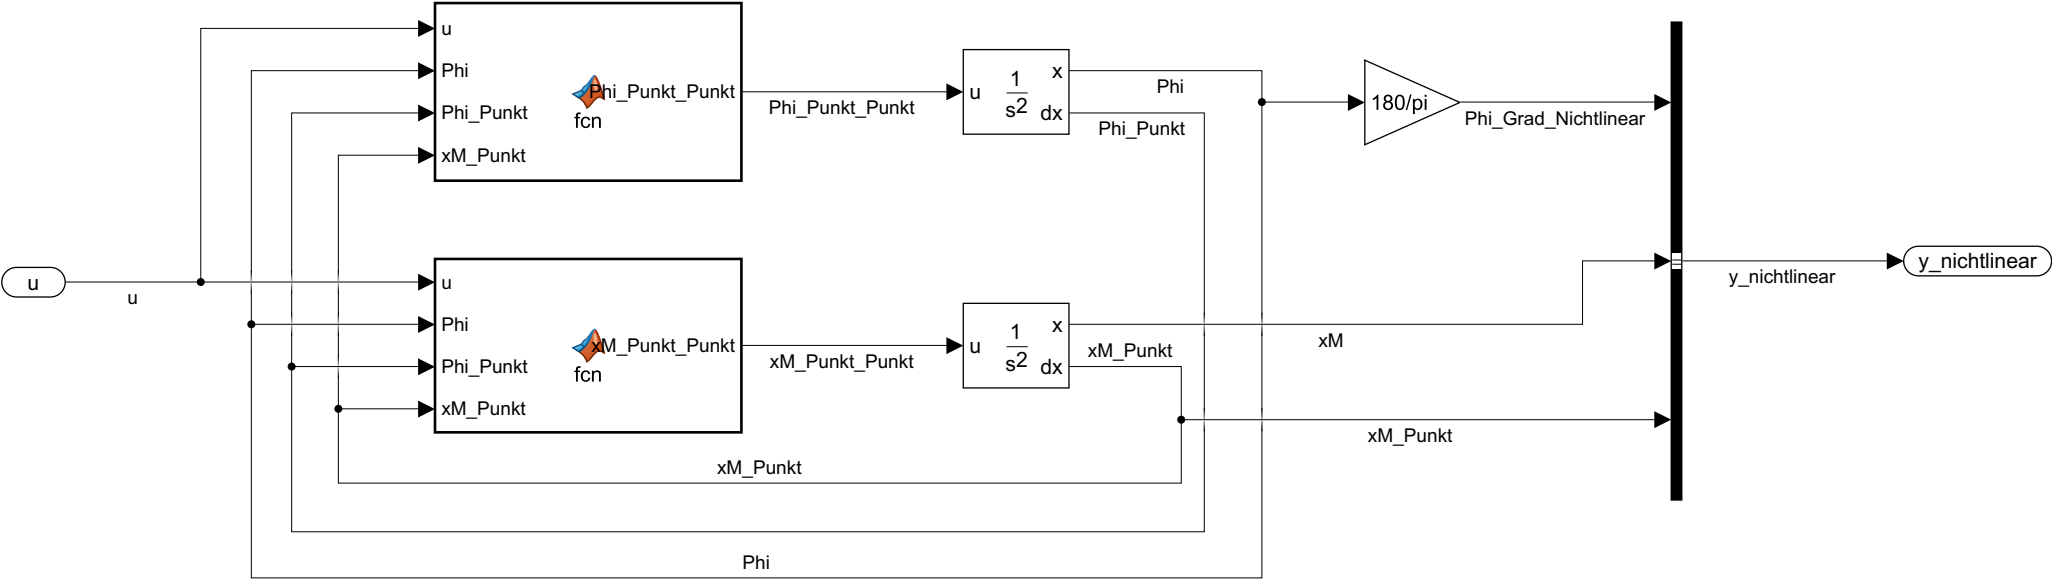 u
Phi
Phi_Punkt
xM_Punkt
Phi_Punkt_Punkt
fcn
Phi_Punkt_Punkt
u
1
s2
x
dx
Phi
Phi_Punkt
180/pi
Phi_Grad_Nichtlinear
u
u
u
Phi
Phi_Punkt
xM_Punkt
xM_Punkt_Punkt
fcn
xM_Punkt_Punkt
u
1
s2
x
dx
xM_Punkt
xM
xM_Punkt
y_nichtlinear
y_nichtlinear
xM_Punkt
Phi